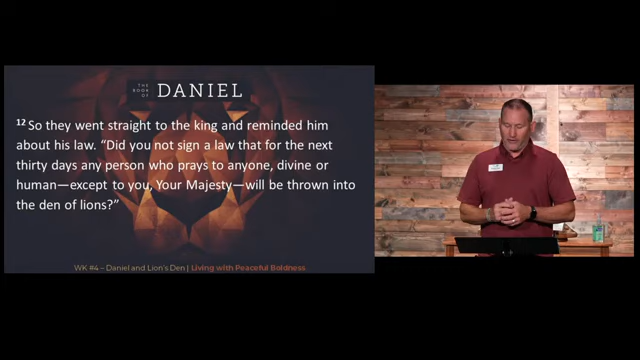 THE
BOOK
OF
DANIEL
12 So they went straight to the king and reminded him
about his law. “Did you not sign a law that for the next
thirty days any person who prays to anyone, divine or
human—except to you, Your Majesty—will be thrown into
the den of lions?”
WK #4 – Daniel and Lion's Den | Living with Peaceful Boldness